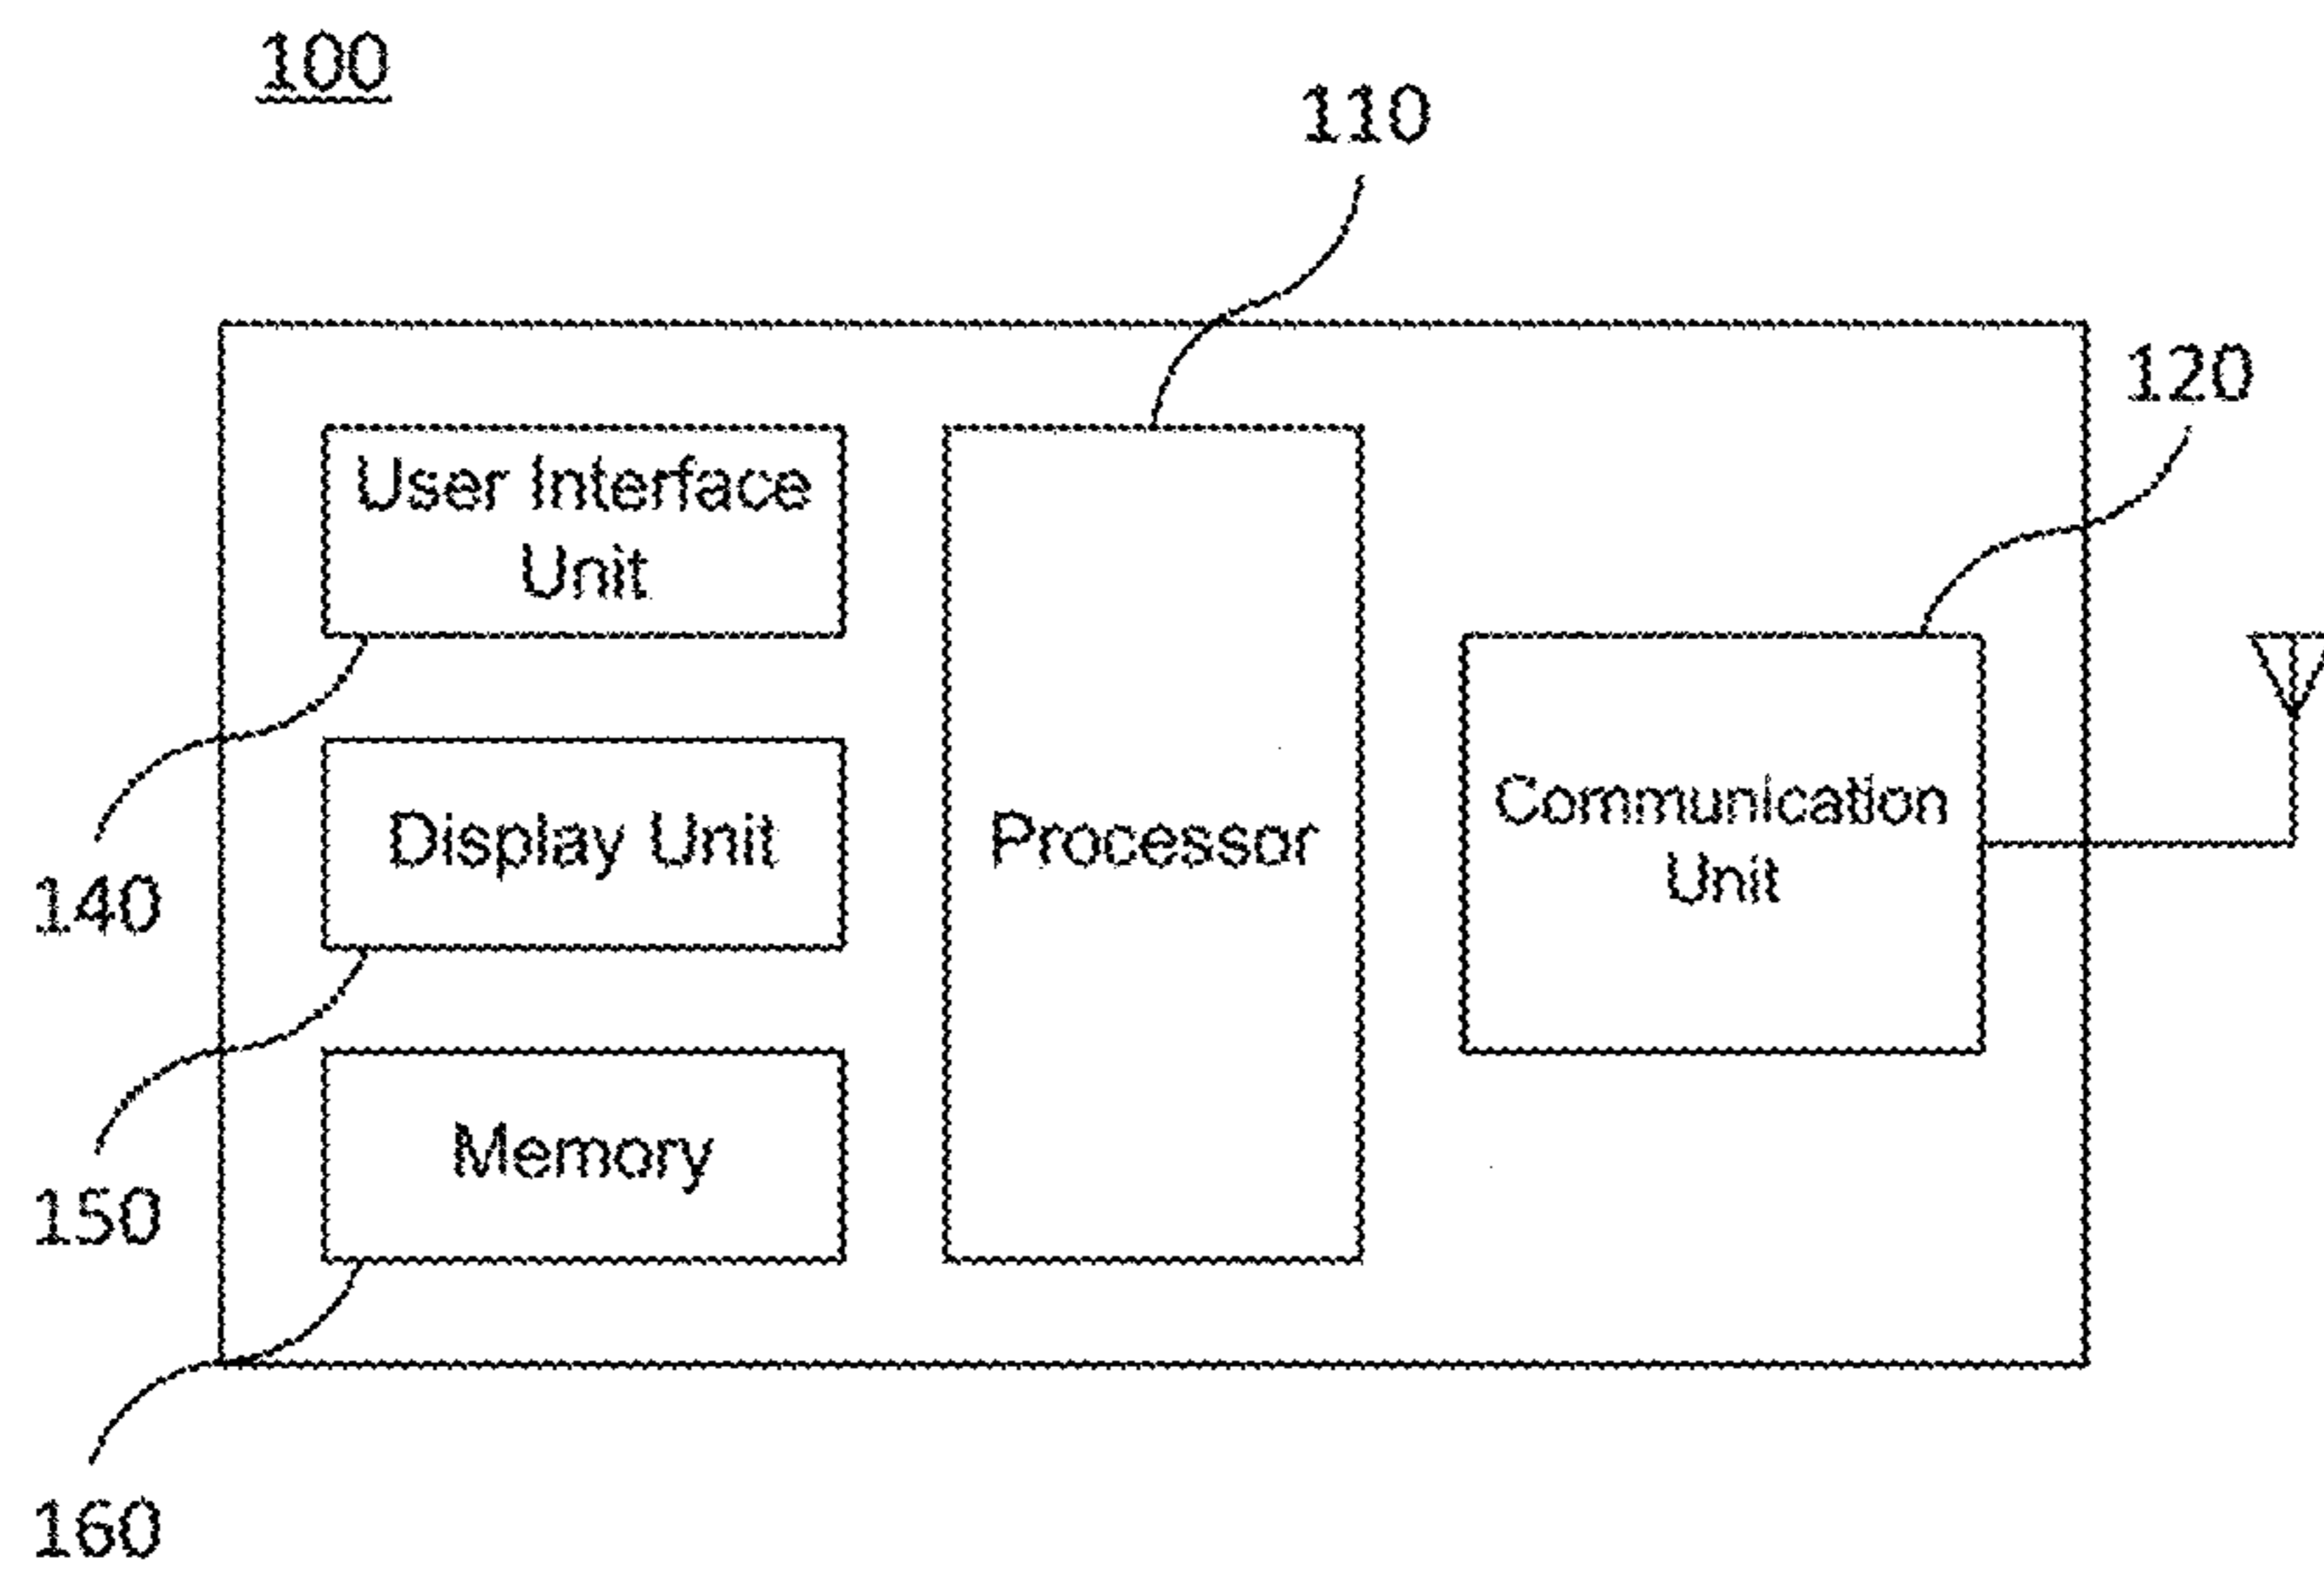 100
110
120
User Interface
Unit
140
Display Unit
Processor
Communication
Unit
150
Memory
160